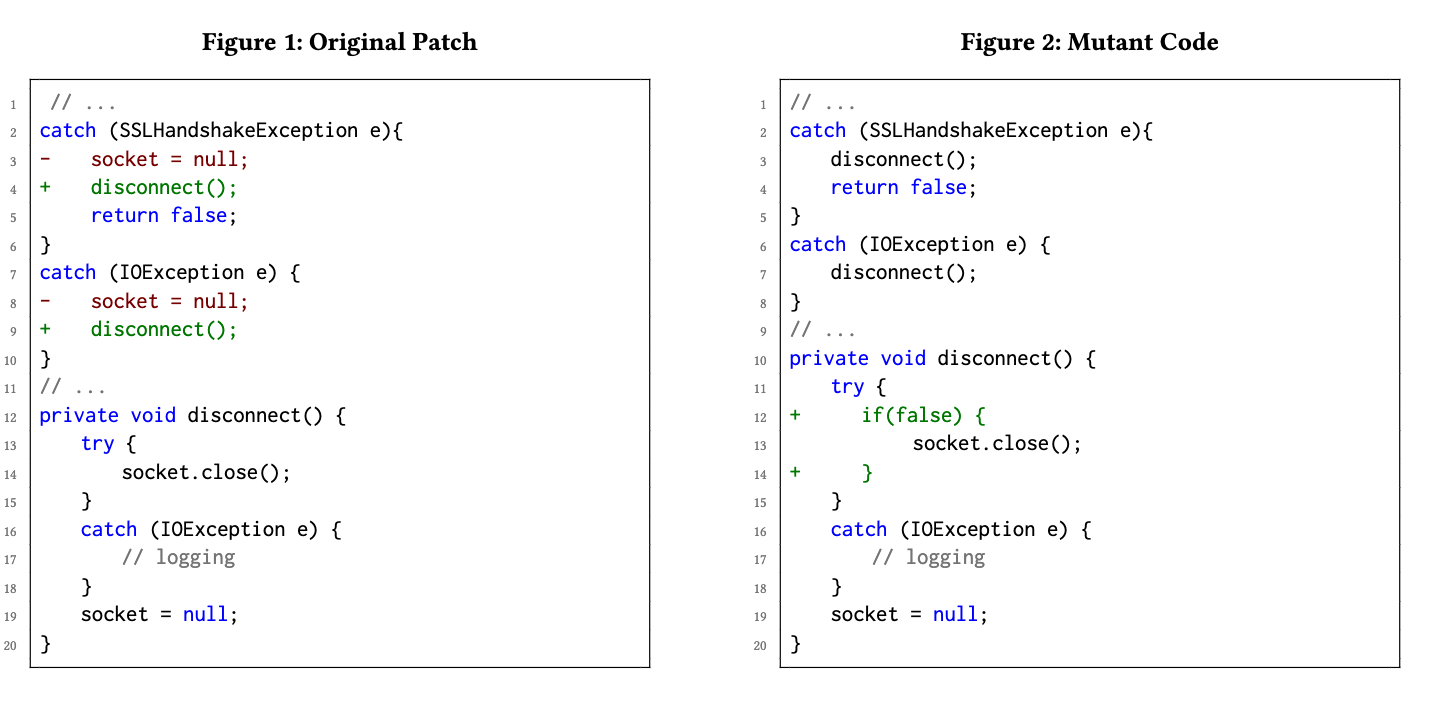 Figure 1: Original Patch
1 // ...
2 catch (SSLHandshakeException e){
3 -    socket = null;
4 +    disconnect();
5      return false;
6 }
7 catch (IOException e) {
8 -    socket = null;
9 +    disconnect();
10 }
11 // ...
12 private void disconnect() {
13     try {
14         socket.close();
15     }
16     catch (IOException e) {
17         // logging
18     }
19     socket = null;
20 }
Figure 2: Mutant Code
1 // ...
2 catch (SSLHandshakeException e){
3     disconnect();
4     return false;
5 }
6 catch (IOException e) {
7     disconnect();
8 }
9 // ...
10 private void disconnect() {
11     try {
12 +      if(false) {
13             socket.close();
14 +      }
15     }
16     catch (IOException e) {
17         // logging
18     }
19     socket = null;
20 }